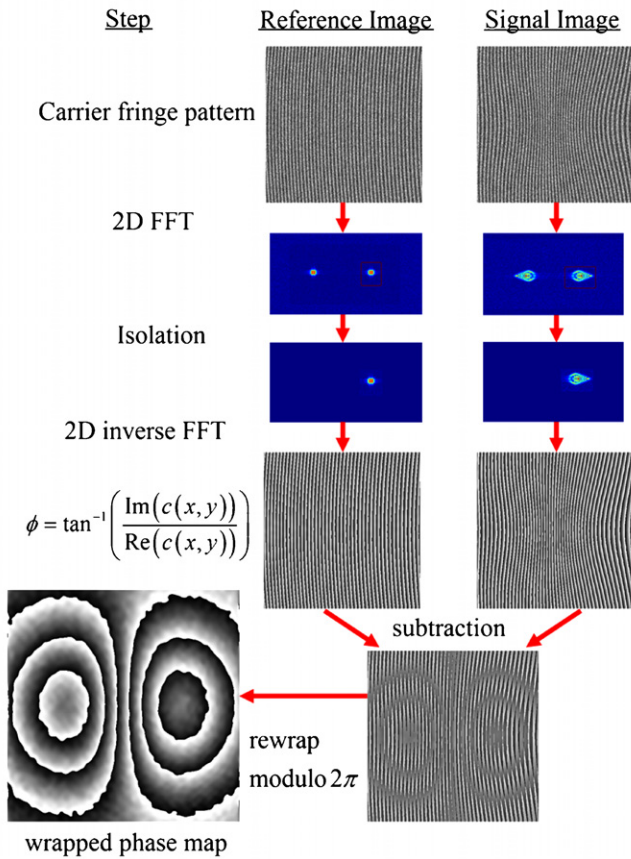 Step
Reference Image
Signal Image
Carrier fringe pattern
2D FFT
Isolation
2D inverse FFT
ϕ = tan⁻¹(Im(c(x, y))/Re(c(x, y)))
subtraction
rewrap
modulo 2π
wrapped phase map